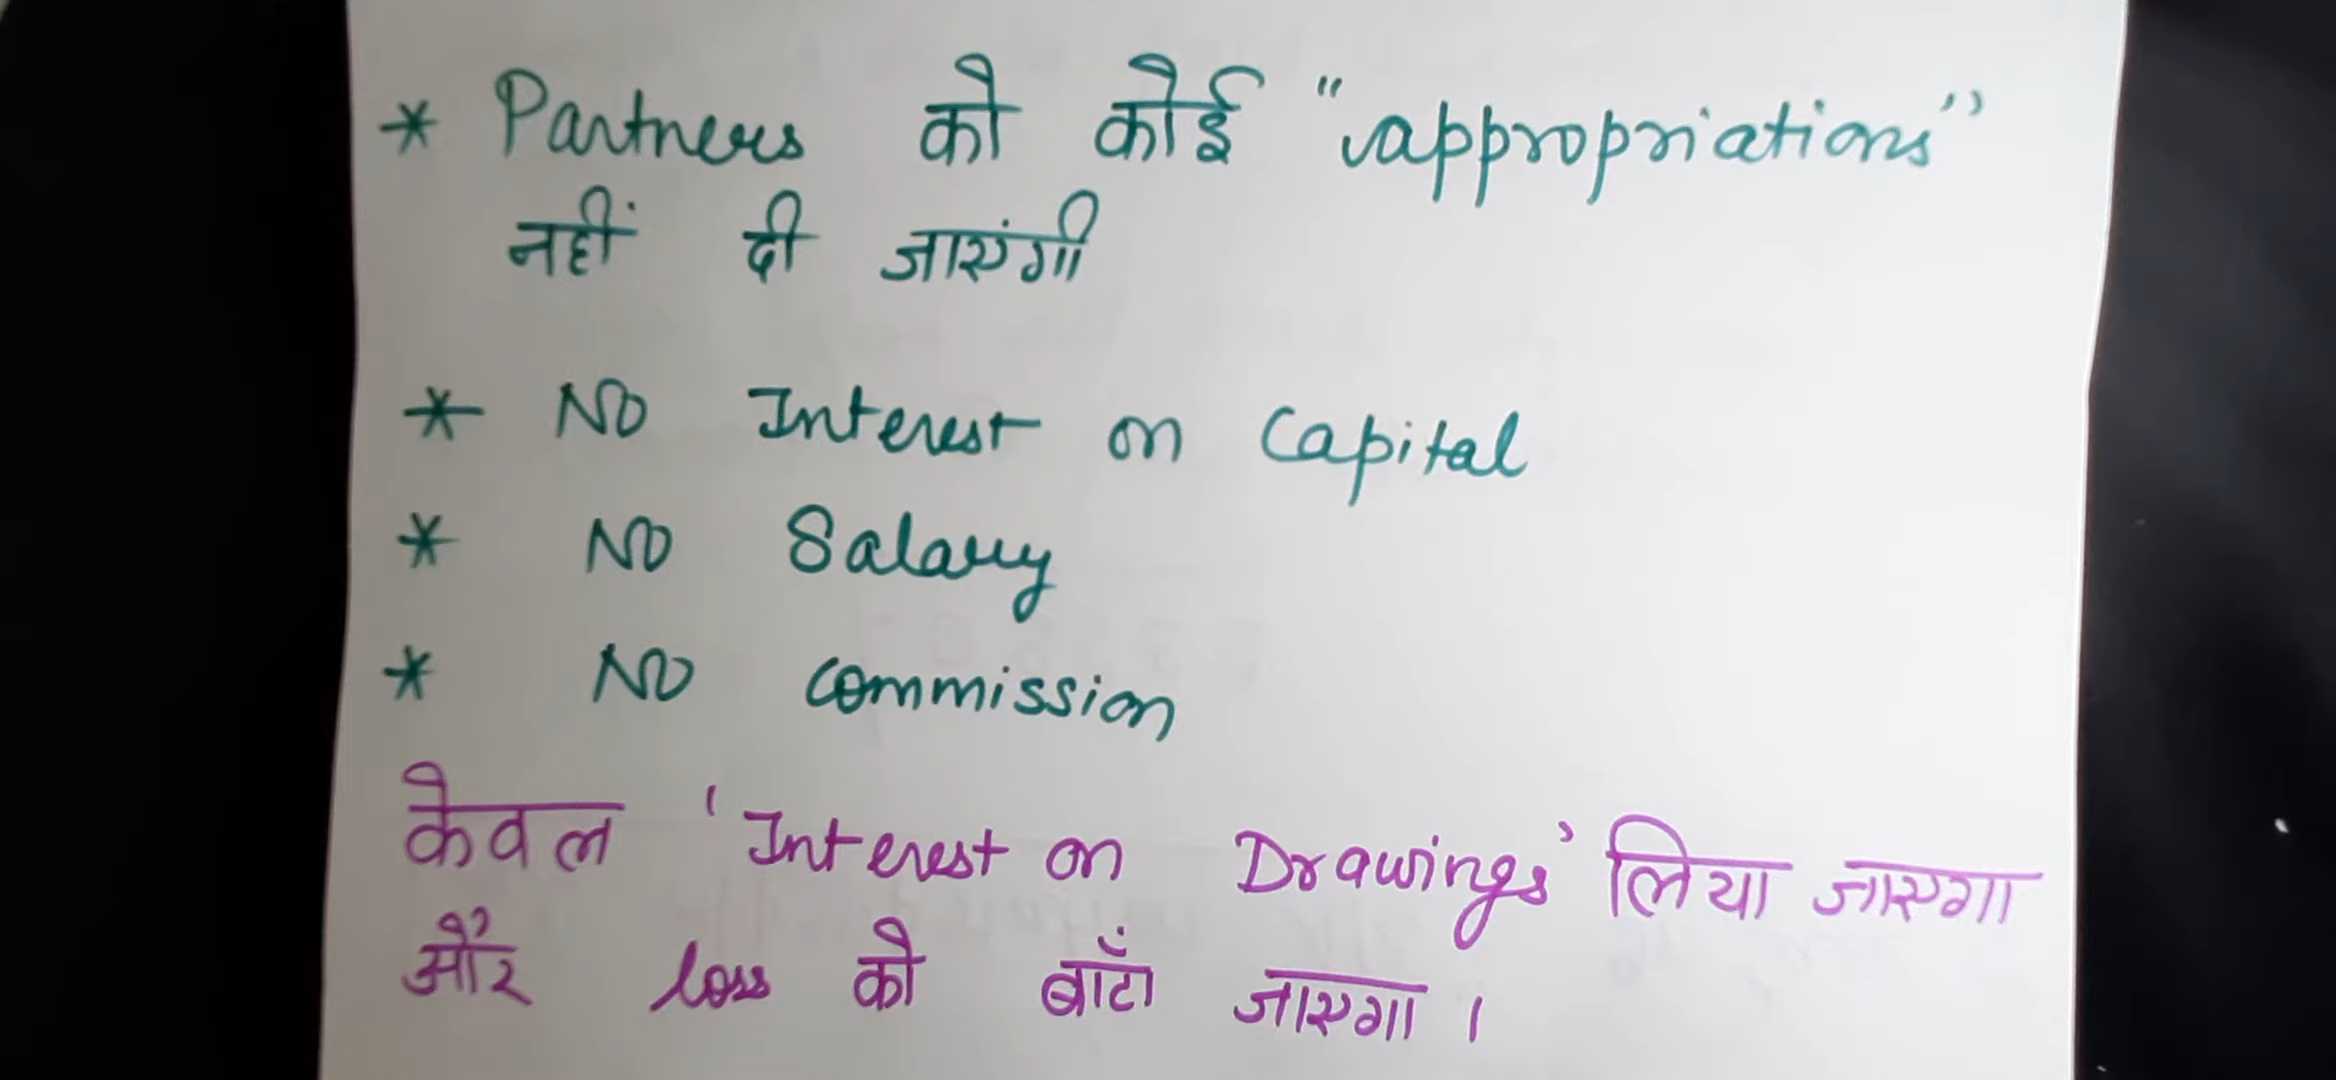 * Partners को कोई "appropriations"
नहीं दी जाएंगी
* NO Interest on Capital
* NO Salary
* NO Commission
केवल 'Interest on Drawings' लिया जाएगा
और loss को बाँटा जाएगा ।